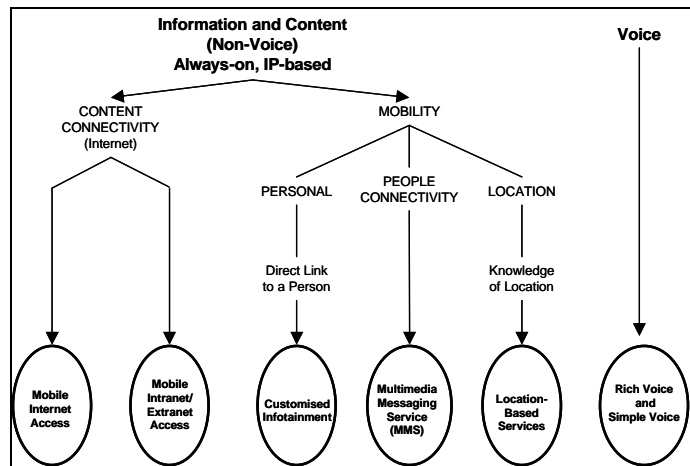 Information and Content
(Non-Voice)
Always-on, IP-based
Voice
CONTENT
CONNECTIVITY
(Internet)
MOBILITY
PERSONAL
PEOPLE
CONNECTIVITY
LOCATION
Direct Link
to a Person
Knowledge
of Location
Mobile
Internet
Access
Mobile
Intranet/
Extranet
Access
Customised
Infotainment
Multimedia
Messaging
Service
(MMS)
Location-
Based
Services
Rich Voice
and
Simple Voice